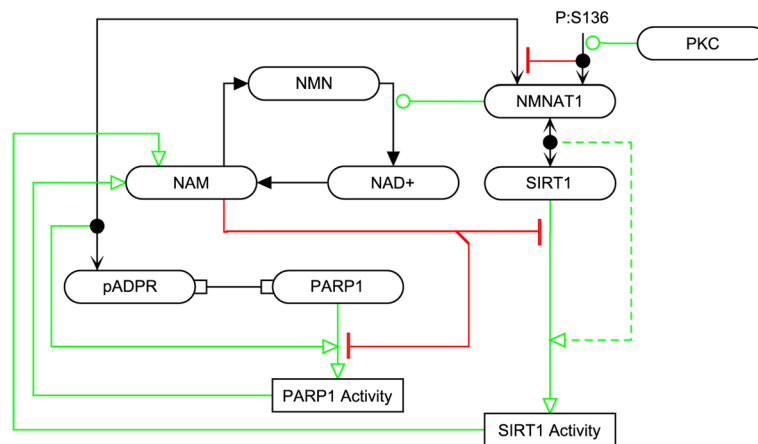 P:S136
PKC
NMN
NMNAT1
NAM
NAD+
SIRT1
pADPR
PARP1
PARP1 Activity
SIRT1 Activity